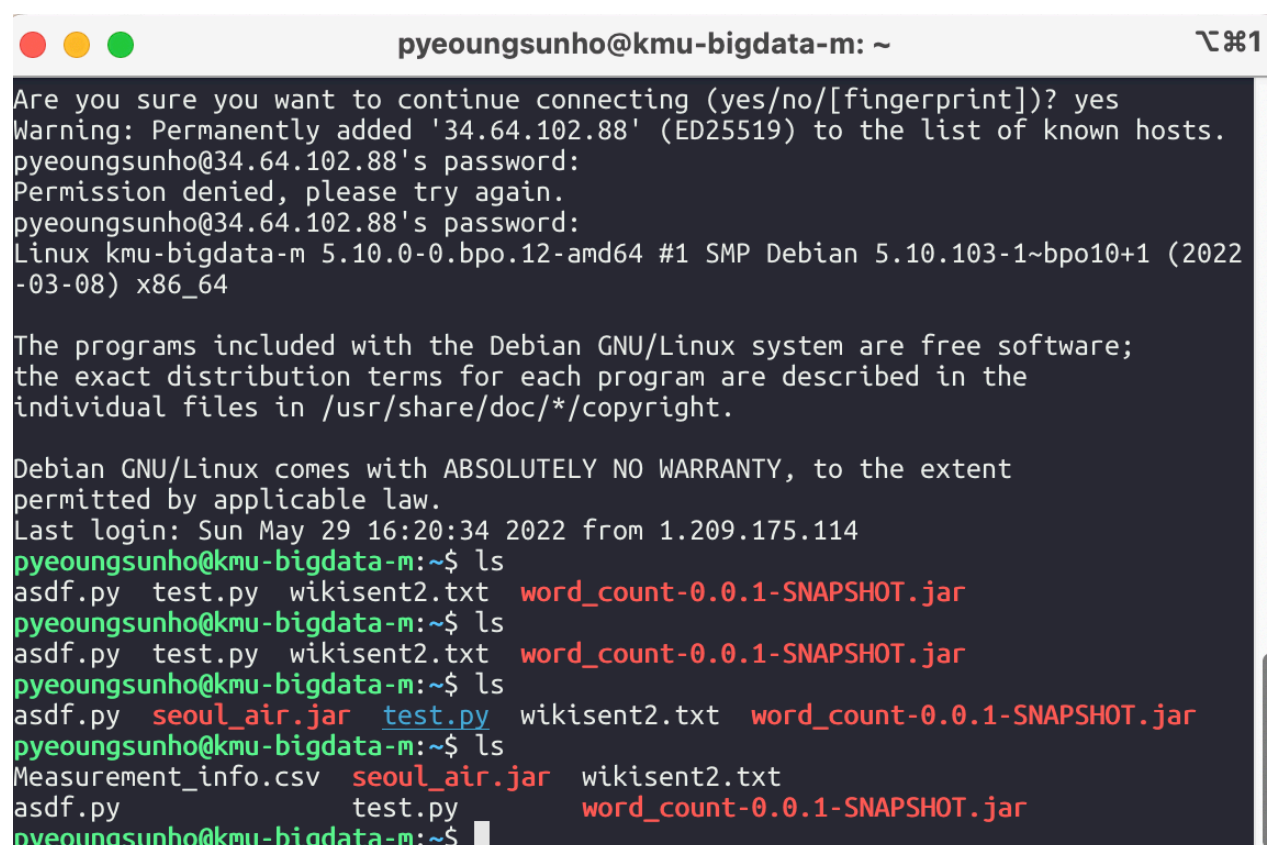 pyeoungsunho@kmu-bigdata-m: ~ ⌥⌘1
Are you sure you want to continue connecting (yes/no/[fingerprint])? yes
Warning: Permanently added '34.64.102.88' (ED25519) to the list of known hosts.
pyeoungsunho@34.64.102.88's password:
Permission denied, please try again.
pyeoungsunho@34.64.102.88's password:
Linux kmu-bigdata-m 5.10.0-0.bpo.12-amd64 #1 SMP Debian 5.10.103-1~bpo10+1 (2022
-03-08) x86_64
The programs included with the Debian GNU/Linux system are free software;
the exact distribution terms for each program are described in the
individual files in /usr/share/doc/*/copyright.
Debian GNU/Linux comes with ABSOLUTELY NO WARRANTY, to the extent
permitted by applicable law.
Last login: Sun May 29 16:20:34 2022 from 1.209.175.114
pyeoungsunho@kmu-bigdata-m:~$ ls
asdf.py  test.py  wikisent2.txt  word_count-0.0.1-SNAPSHOT.jar
pyeoungsunho@kmu-bigdata-m:~$ ls
asdf.py  test.py  wikisent2.txt  word_count-0.0.1-SNAPSHOT.jar
pyeoungsunho@kmu-bigdata-m:~$ ls
asdf.py  seoul_air.jar  test.py  wikisent2.txt  word_count-0.0.1-SNAPSHOT.jar
pyeoungsunho@kmu-bigdata-m:~$ ls
Measurement_info.csv  seoul_air.jar  wikisent2.txt
asdf.py               test.py        word_count-0.0.1-SNAPSHOT.jar
pyeoungsunho@kmu-bigdata-m:~$